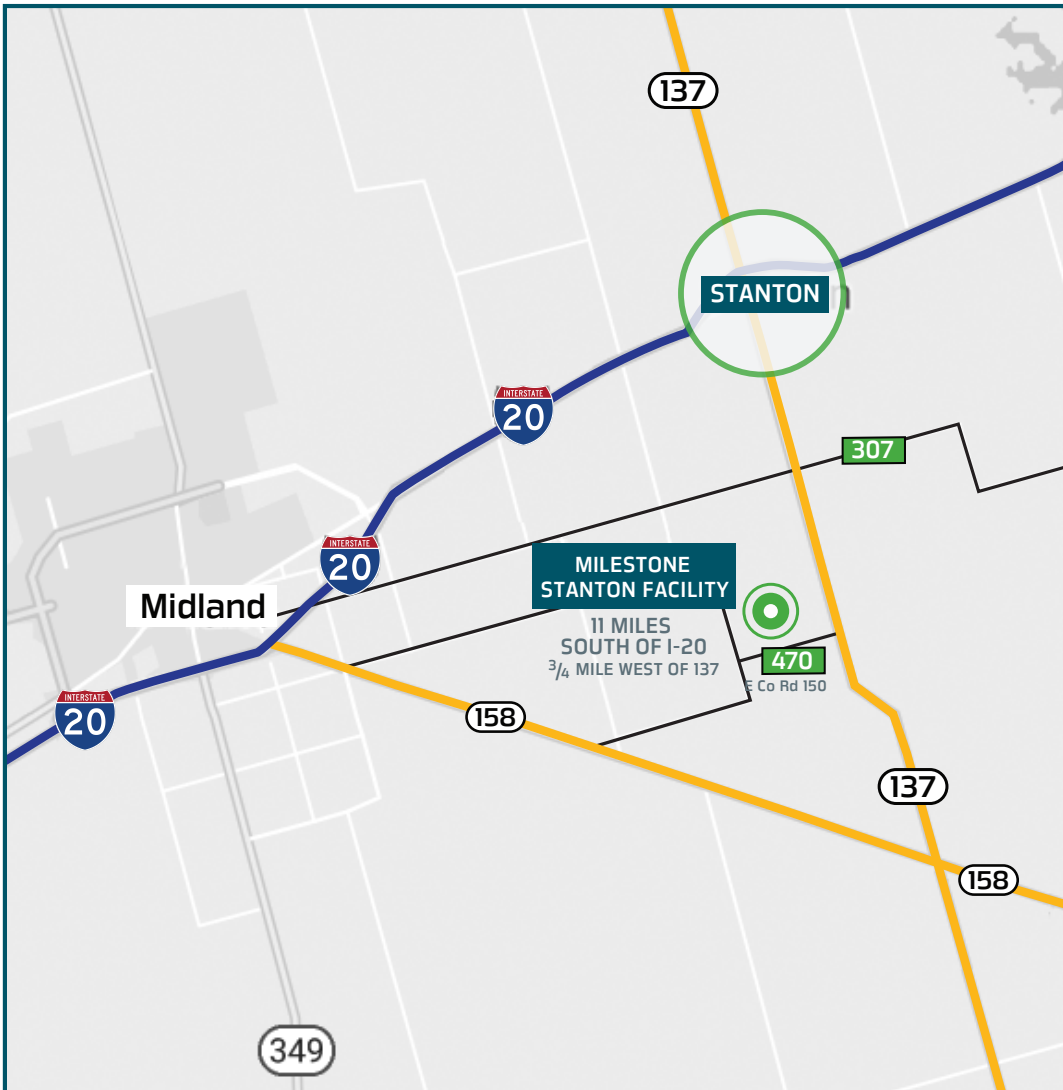 137
STANTON
n
INTERSTATE
20
307
INTERSTATE
20
MILESTONE
STANTON FACILITY
11 MILES
SOUTH OF I-20
3/4 MILE WEST OF 137
Midland
470
E Co Rd 150
INTERSTATE
20
158
137
158
349